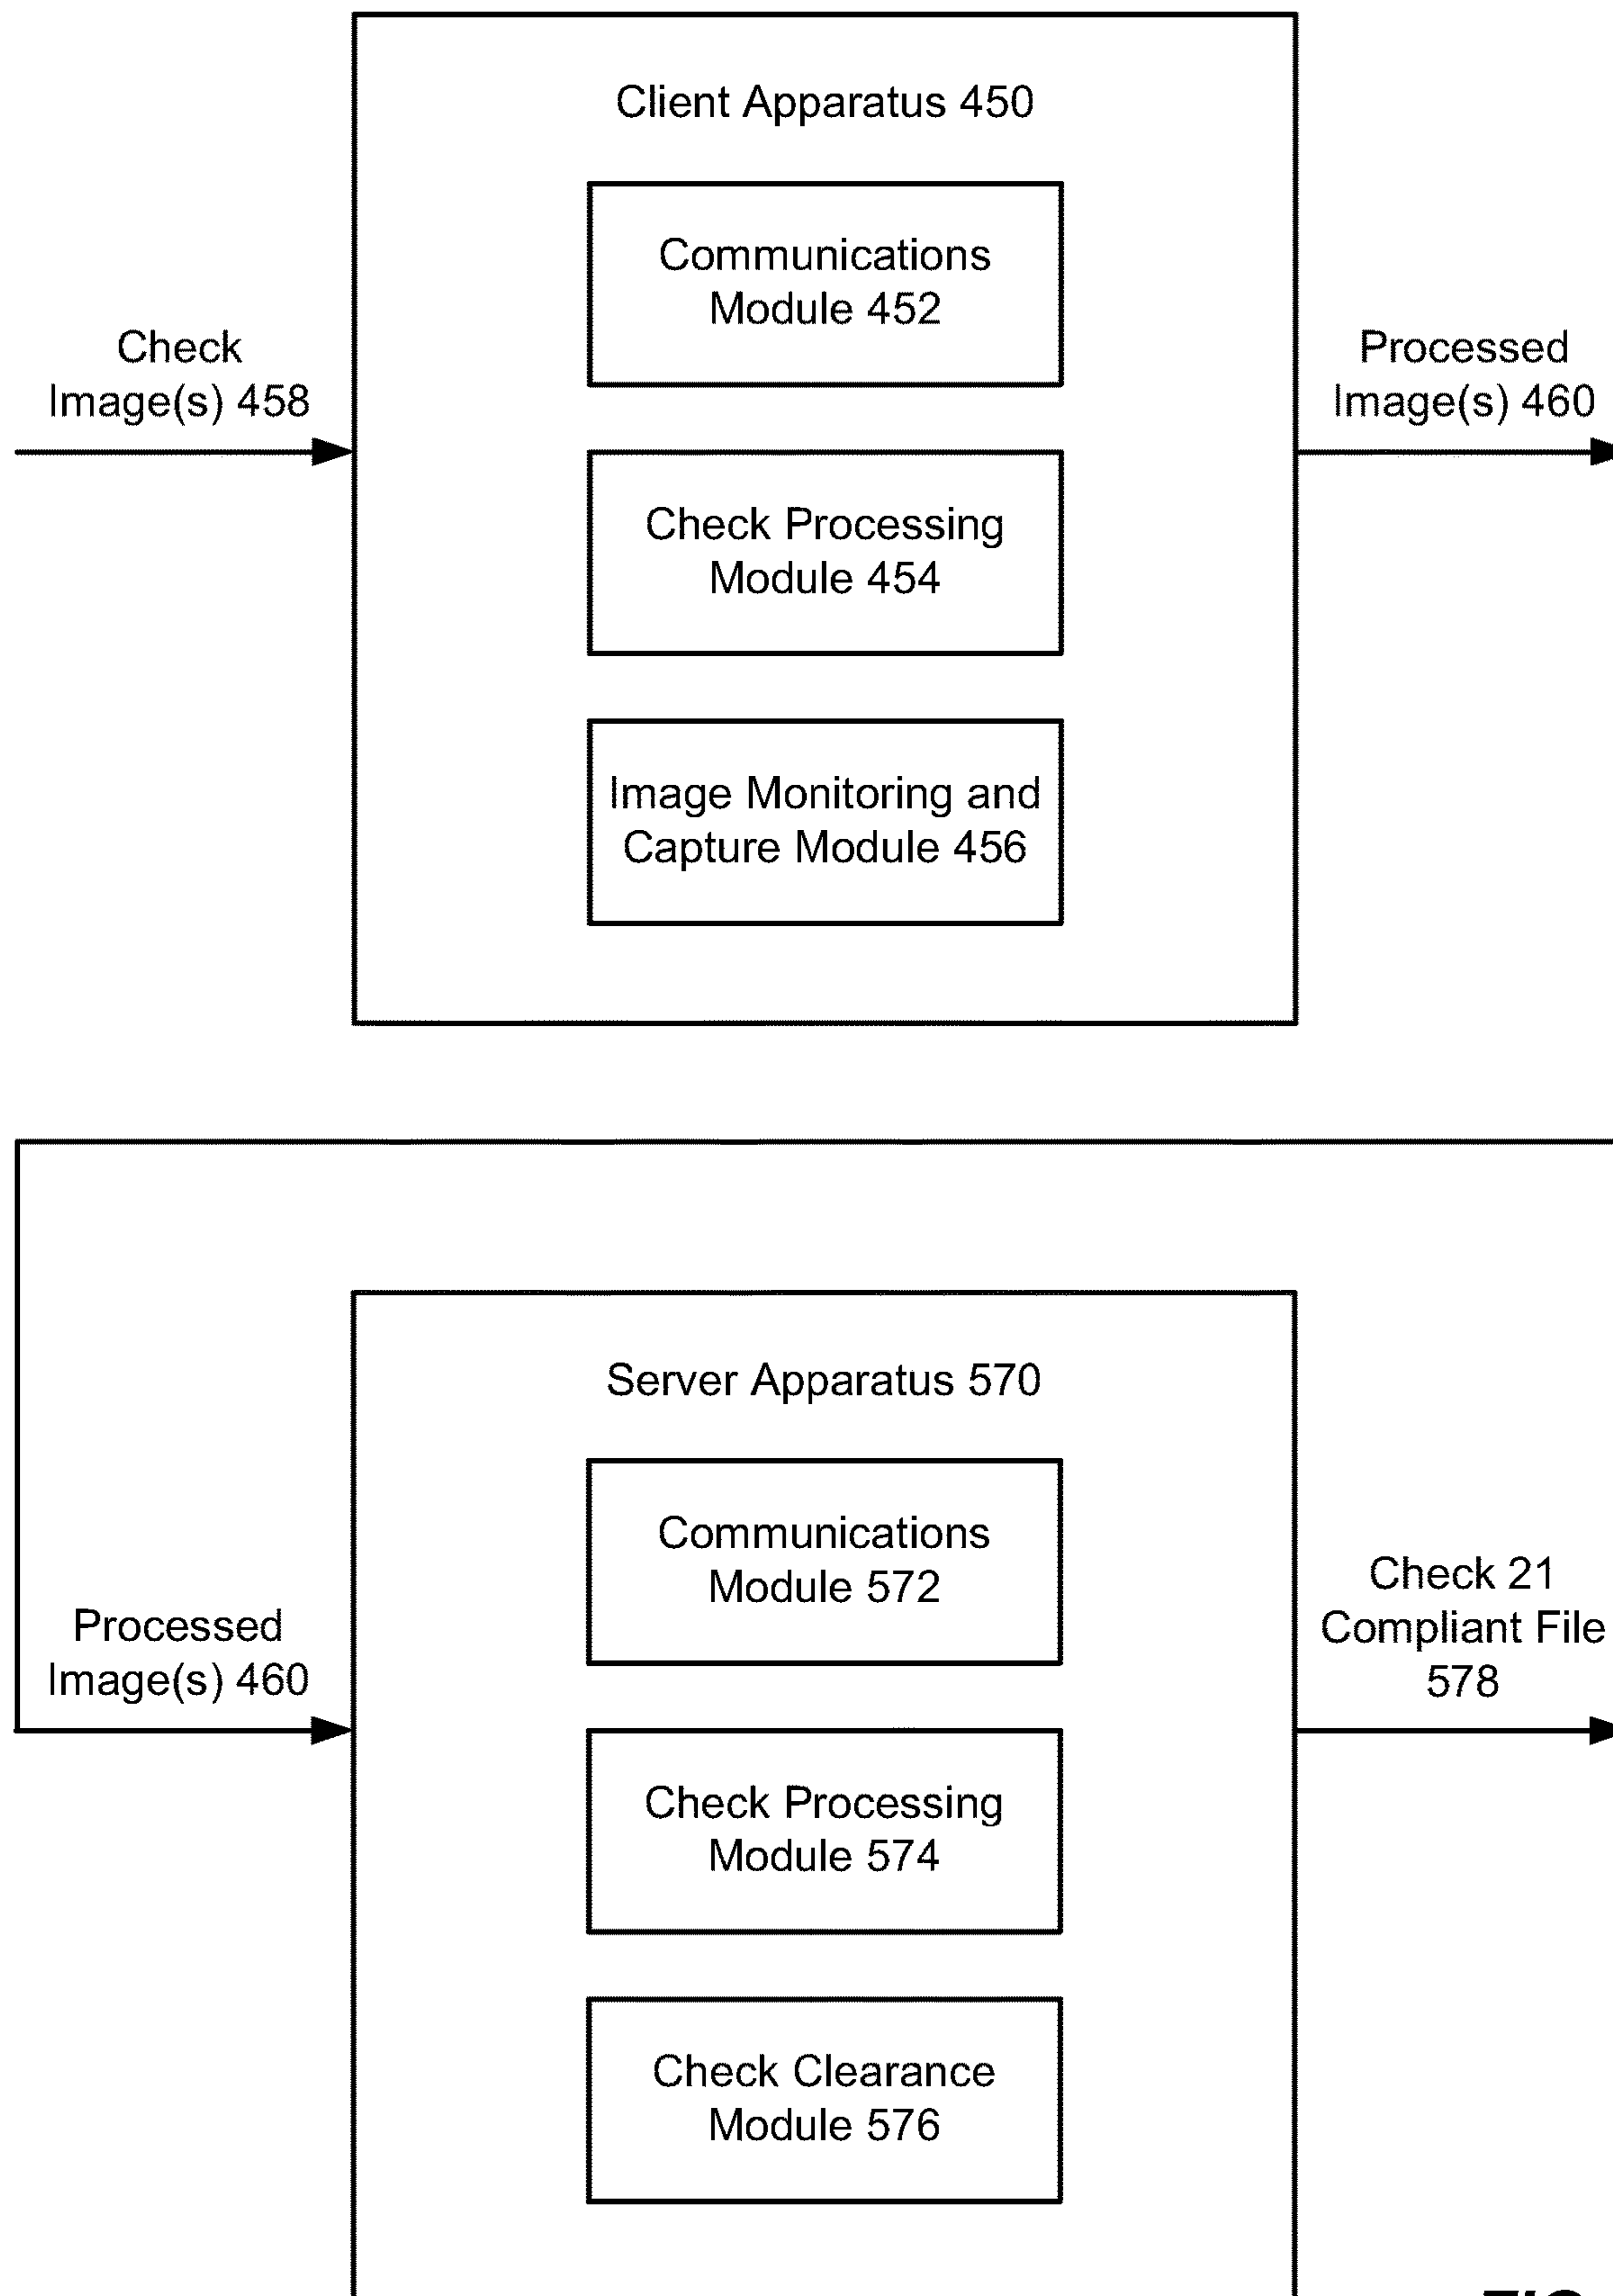 Client Apparatus 450
Communications
Module 452
Check
Image(s) 458
Processed
Image(s) 460
Check Processing
Module 454
Image Monitoring and
Capture Module 456
Server Apparatus 570
Communications
Module 572
Processed
Image(s) 460
Check 21
Compliant File
578
Check Processing
Module 574
Check Clearance
Module 576